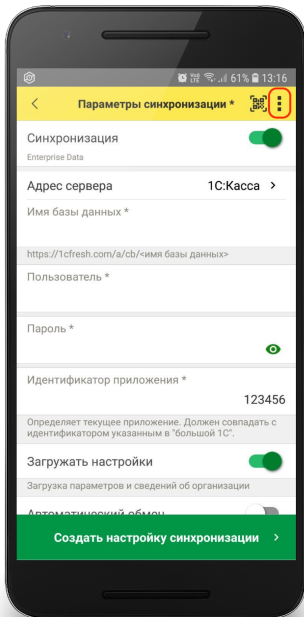 61% 13:16
Параметры синхронизации *
Синхронизация
Enterprise Data
Адрес сервера 1С:Касса >
Имя базы данных *
https://1cfresh.com/a/cb/<имя базы данных>
Пользователь *
Пароль *
Идентификатор приложения *
123456
Определяет текущее приложение. Должен совпадать с
идентификатором указанным в "большой 1С".
Загружать настройки
Загрузка параметров и сведений об организации
Автоматический обмен
Создать настройку синхронизации >